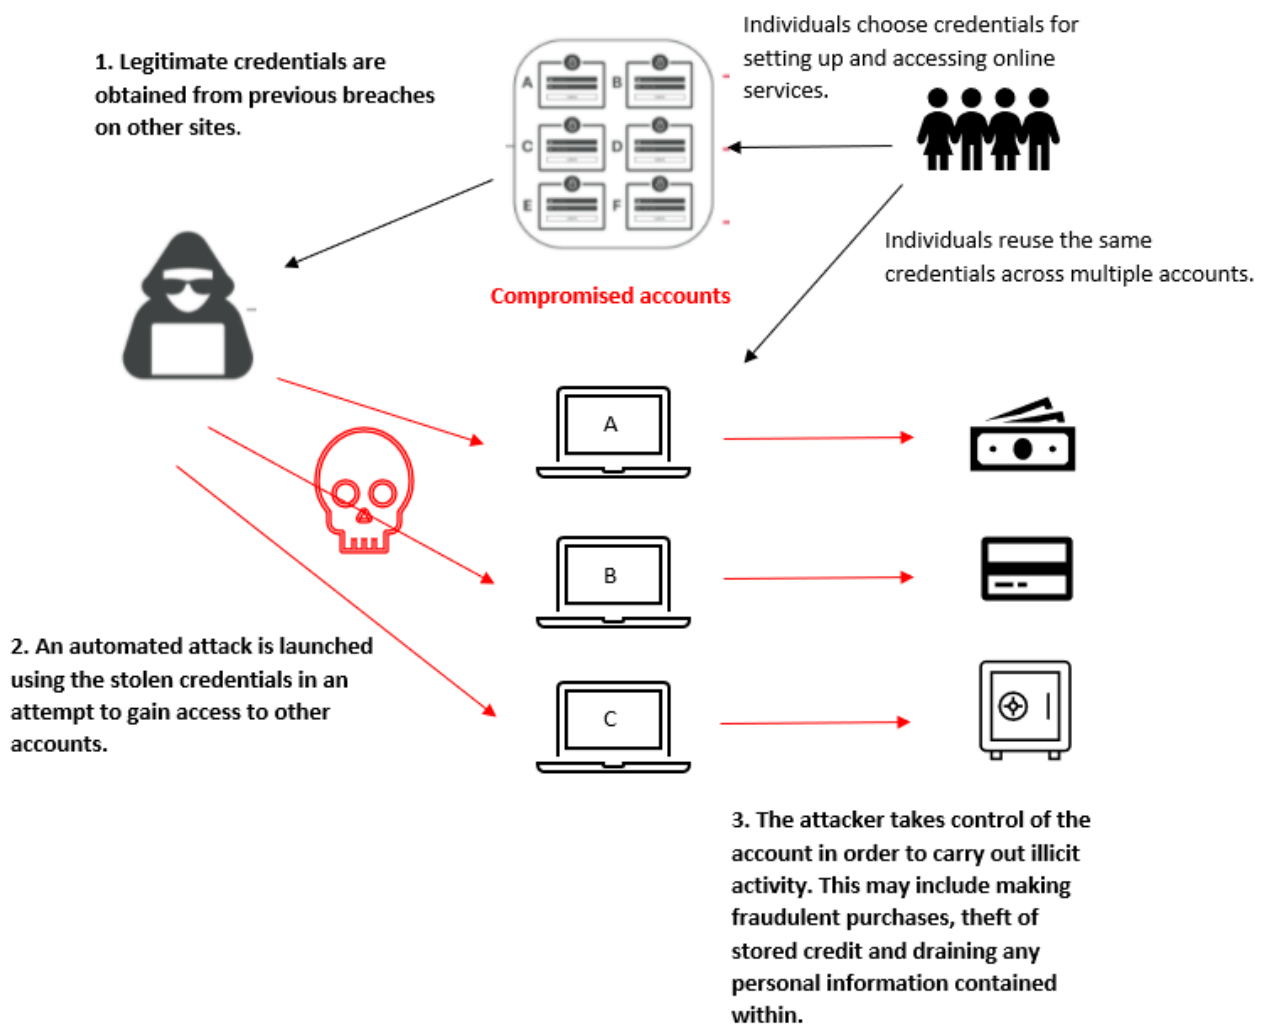 Individuals choose credentials for
setting up and accessing online
services.
1. Legitimate credentials are
obtained from previous breaches
on other sites.
A
B
C
D
E
F
Individuals reuse the same
credentials across multiple accounts.
Compromised accounts
A
B
C
2. An automated attack is launched
using the stolen credentials in an
attempt to gain access to other
accounts.
3. The attacker takes control of the
account in order to carry out illicit
activity. This may include making
fraudulent purchases, theft of
stored credit and draining any
personal information contained
within.